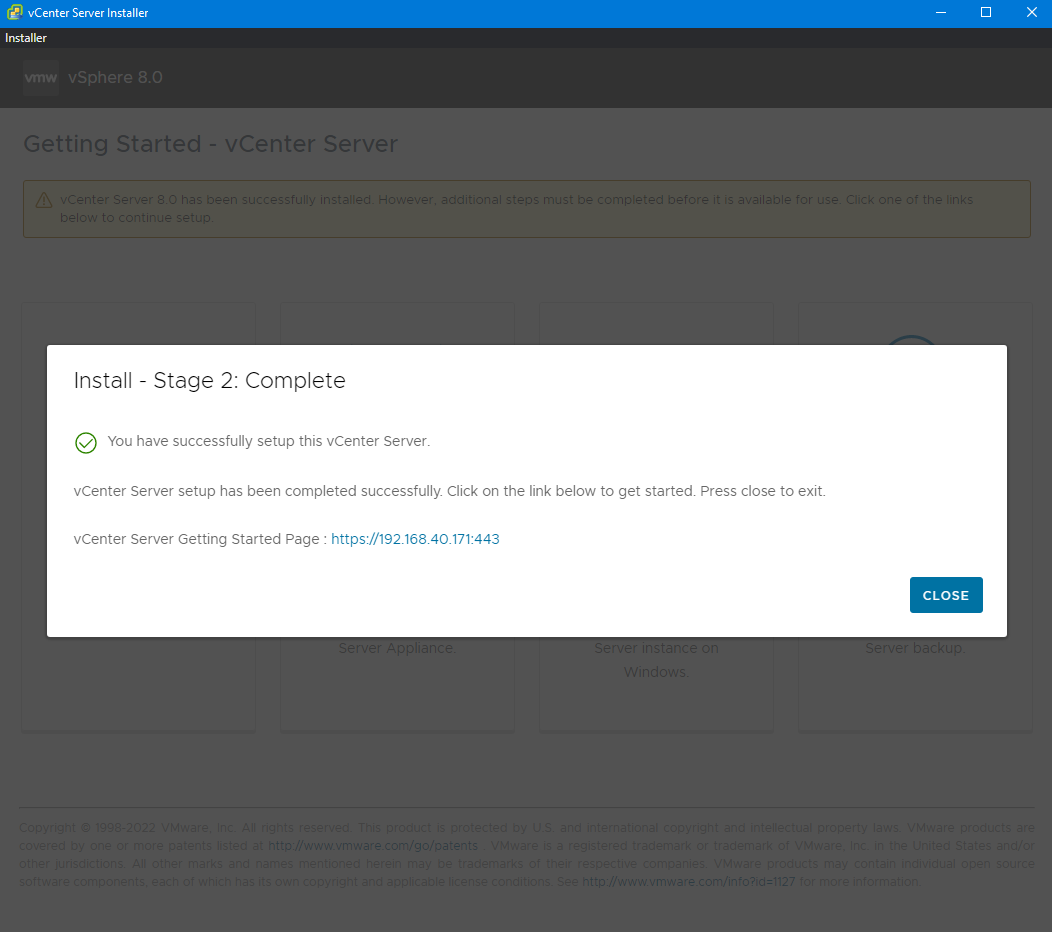 vCenter Server Installer
Installer
vmw vSphere 8.0
Getting Started - vCenter Server
vCenter Server 8.0 has been successfully installed. However, additional steps must be completed before it is available for use. Click one of the links
below to continue setup.
Install - Stage 2: Complete
You have successfully setup this vCenter Server.
vCenter Server setup has been completed successfully. Click on the link below to get started. Press close to exit.
vCenter Server Getting Started Page : https://192.168.40.171:443
CLOSE
Server Appliance.
Server instance on
Windows.
Server backup.
Copyright © 1998-2022 VMware, Inc. All rights reserved. This product is protected by U.S. and international copyright and intellectual property laws. VMware products are
covered by one or more patents listed at http://www.vmware.com/go/patents . VMware is a registered trademark or trademark of VMware, Inc. in the United States and/or
other jurisdictions. All other marks and names mentioned herein may be trademarks of their respective companies. VMware products may contain individual open source
software components, each of which has its own copyright and applicable license conditions. See http://www.vmware.com/info?id=1127 for more information.